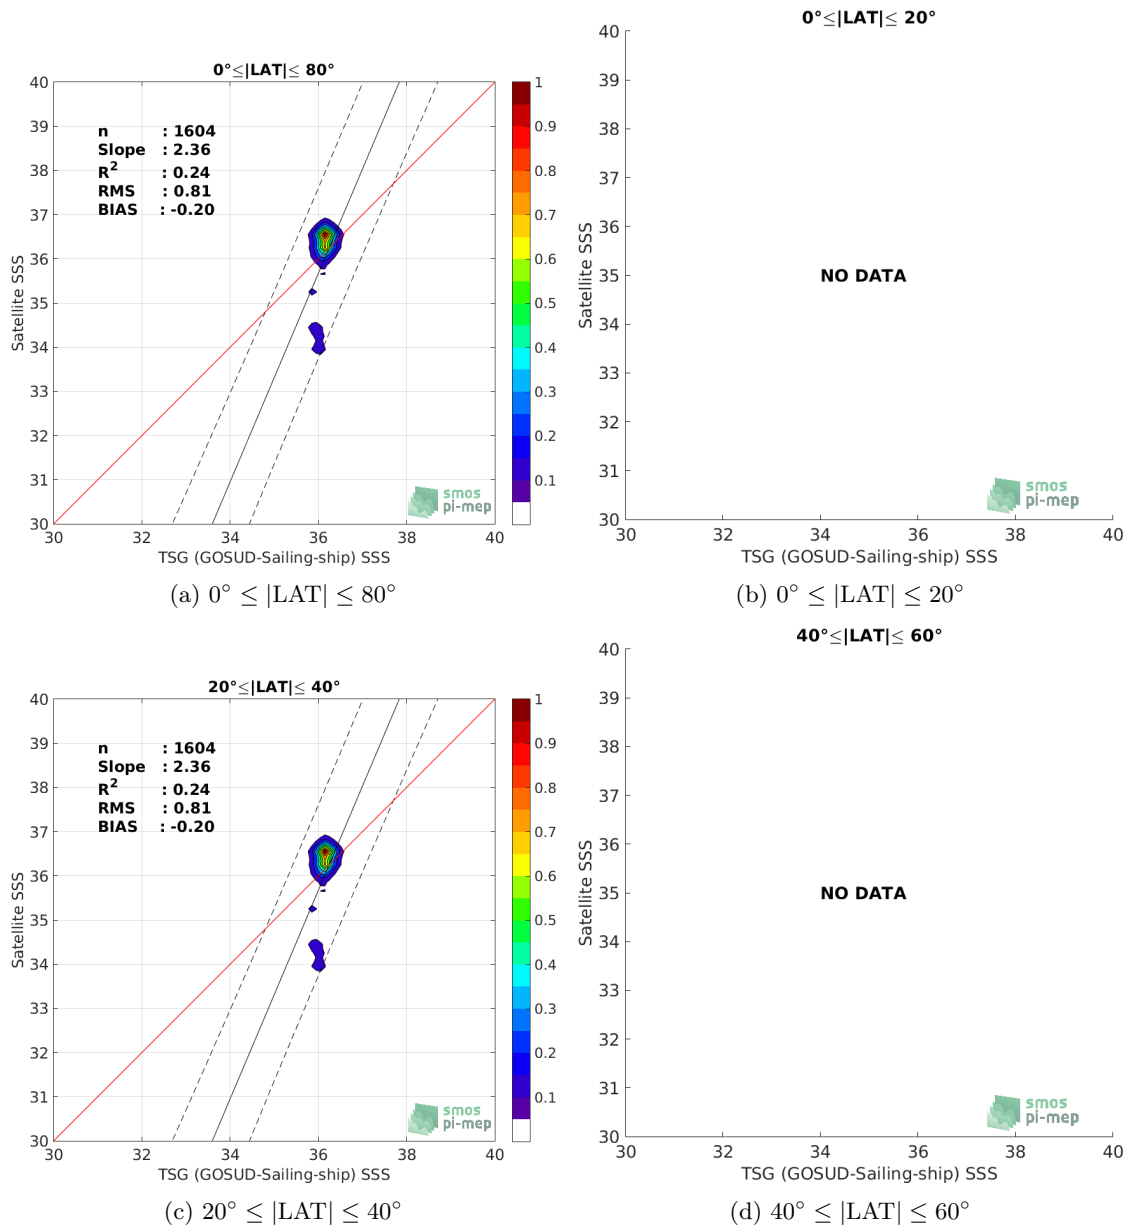 0°≤|LAT|≤ 80°
40
39
38
37
36
35
34
33
32
31
30
Satellite SSS
n : 1604
Slope : 2.36
R² : 0.24
RMS : 0.81
BIAS : -0.20
smos
pi-mep
30 32 34 36 38 40
TSG (GOSUD-Sailing-ship) SSS
1
0.9
0.8
0.7
0.6
0.5
0.4
0.3
0.2
0.1
(a) 0° ≤ |LAT| ≤ 80°
0°≤|LAT|≤ 20°
40
39
38
37
36
35
34
33
32
31
30
Satellite SSS
NO DATA
smos
pi-mep
30 32 34 36 38 40
TSG (GOSUD-Sailing-ship) SSS
(b) 0° ≤ |LAT| ≤ 20°
20°≤|LAT|≤ 40°
40
39
38
37
36
35
34
33
32
31
30
Satellite SSS
n : 1604
Slope : 2.36
R² : 0.24
RMS : 0.81
BIAS : -0.20
smos
pi-mep
30 32 34 36 38 40
TSG (GOSUD-Sailing-ship) SSS
1
0.9
0.8
0.7
0.6
0.5
0.4
0.3
0.2
0.1
(c) 20° ≤ |LAT| ≤ 40°
40°≤|LAT|≤ 60°
40
39
38
37
36
35
34
33
32
31
30
Satellite SSS
NO DATA
smos
pi-mep
30 32 34 36 38 40
TSG (GOSUD-Sailing-ship) SSS
(d) 40° ≤ |LAT| ≤ 60°